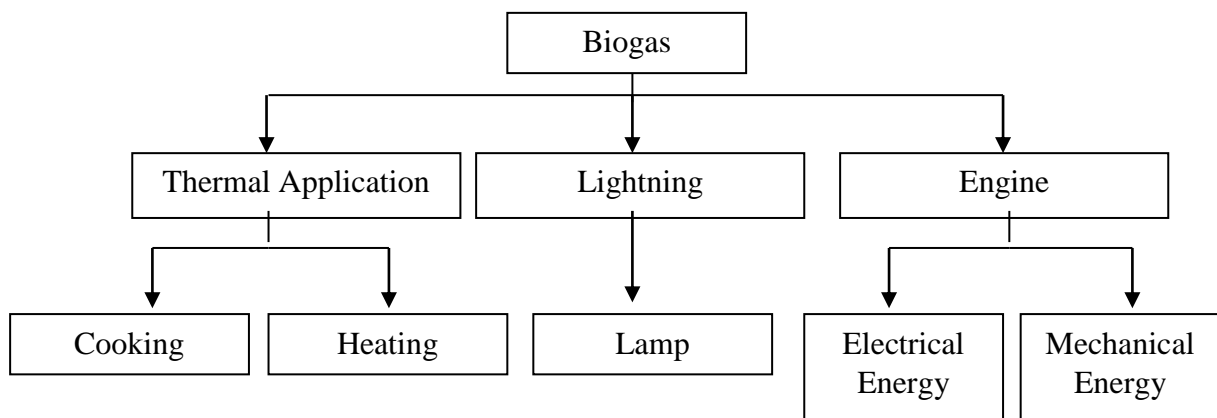 Biogas
Thermal Application
Lightning
Engine
Cooking
Heating
Lamp
Electrical
Energy
Mechanical
Energy